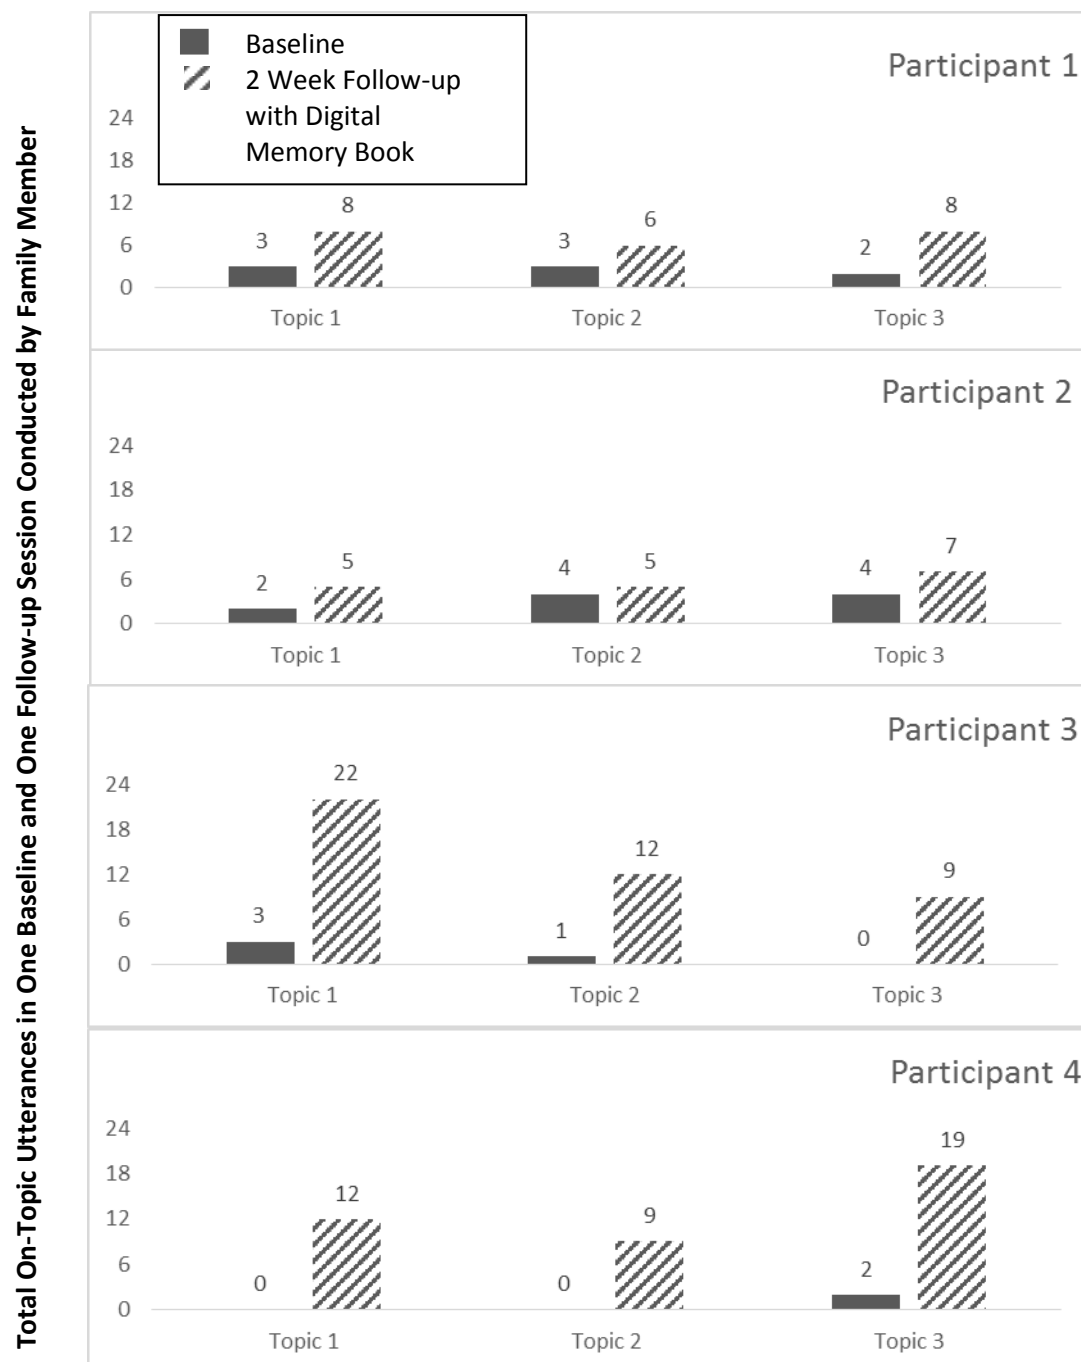 Total On-Topic Utterances in One Baseline and One Follow-up Session Conducted by Family Member
Baseline
2 Week Follow-up
with Digital
Memory Book
Participant 1
24
18
12
6
0
3
8
3
6
2
8
Topic 1
Topic 2
Topic 3
Participant 2
24
18
12
6
0
2
5
4
5
4
7
Topic 1
Topic 2
Topic 3
Participant 3
24
18
12
6
0
3
22
1
12
0
9
Topic 1
Topic 2
Topic 3
Participant 4
24
18
12
6
0
0
12
0
9
2
19
Topic 1
Topic 2
Topic 3